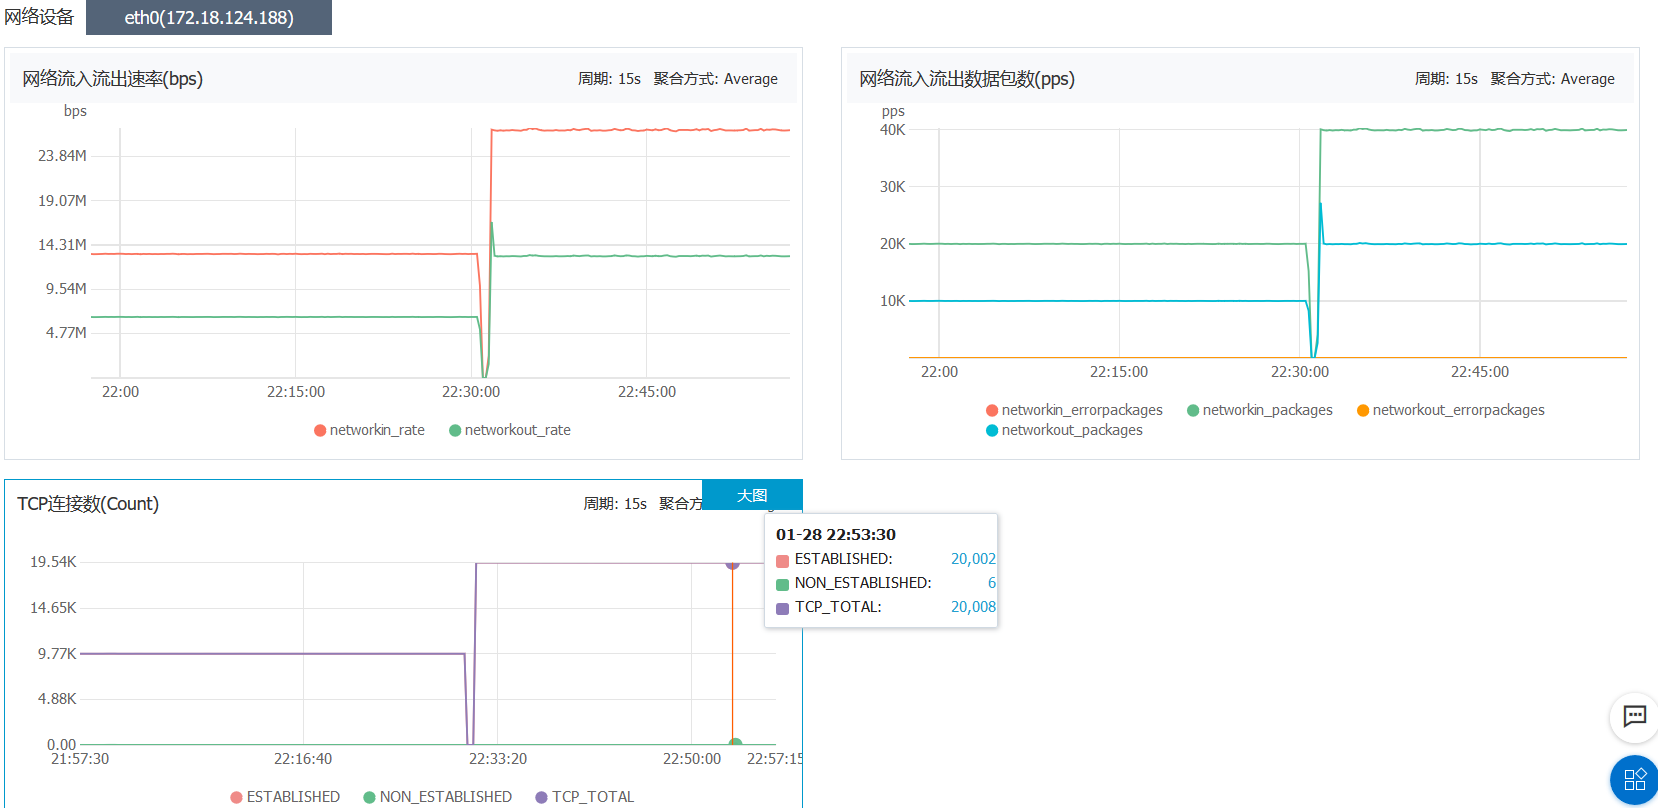 网络设备 eth0(172.18.124.188)
网络流入流出速率(bps) 周期: 15s 聚合方式: Average
bps
23.84M
19.07M
14.31M
9.54M
4.77M
22:00 22:15:00 22:30:00 22:45:00
networkin_rate networkout_rate
网络流入流出数据包数(pps) 周期: 15s 聚合方式: Average
pps
40K
30K
20K
10K
22:00 22:15:00 22:30:00 22:45:00
networkin_errorpackages networkin_packages networkout_errorpackages
networkout_packages
TCP连接数(Count) 周期: 15s 聚合方 大图
01-28 22:53:30
ESTABLISHED: 20,002
NON_ESTABLISHED: 6
TCP_TOTAL: 20,008
19.54K
14.65K
9.77K
4.88K
0.00
21:57:30 22:16:40 22:33:20 22:50:00 22:57:15
ESTABLISHED NON_ESTABLISHED TCP_TOTAL